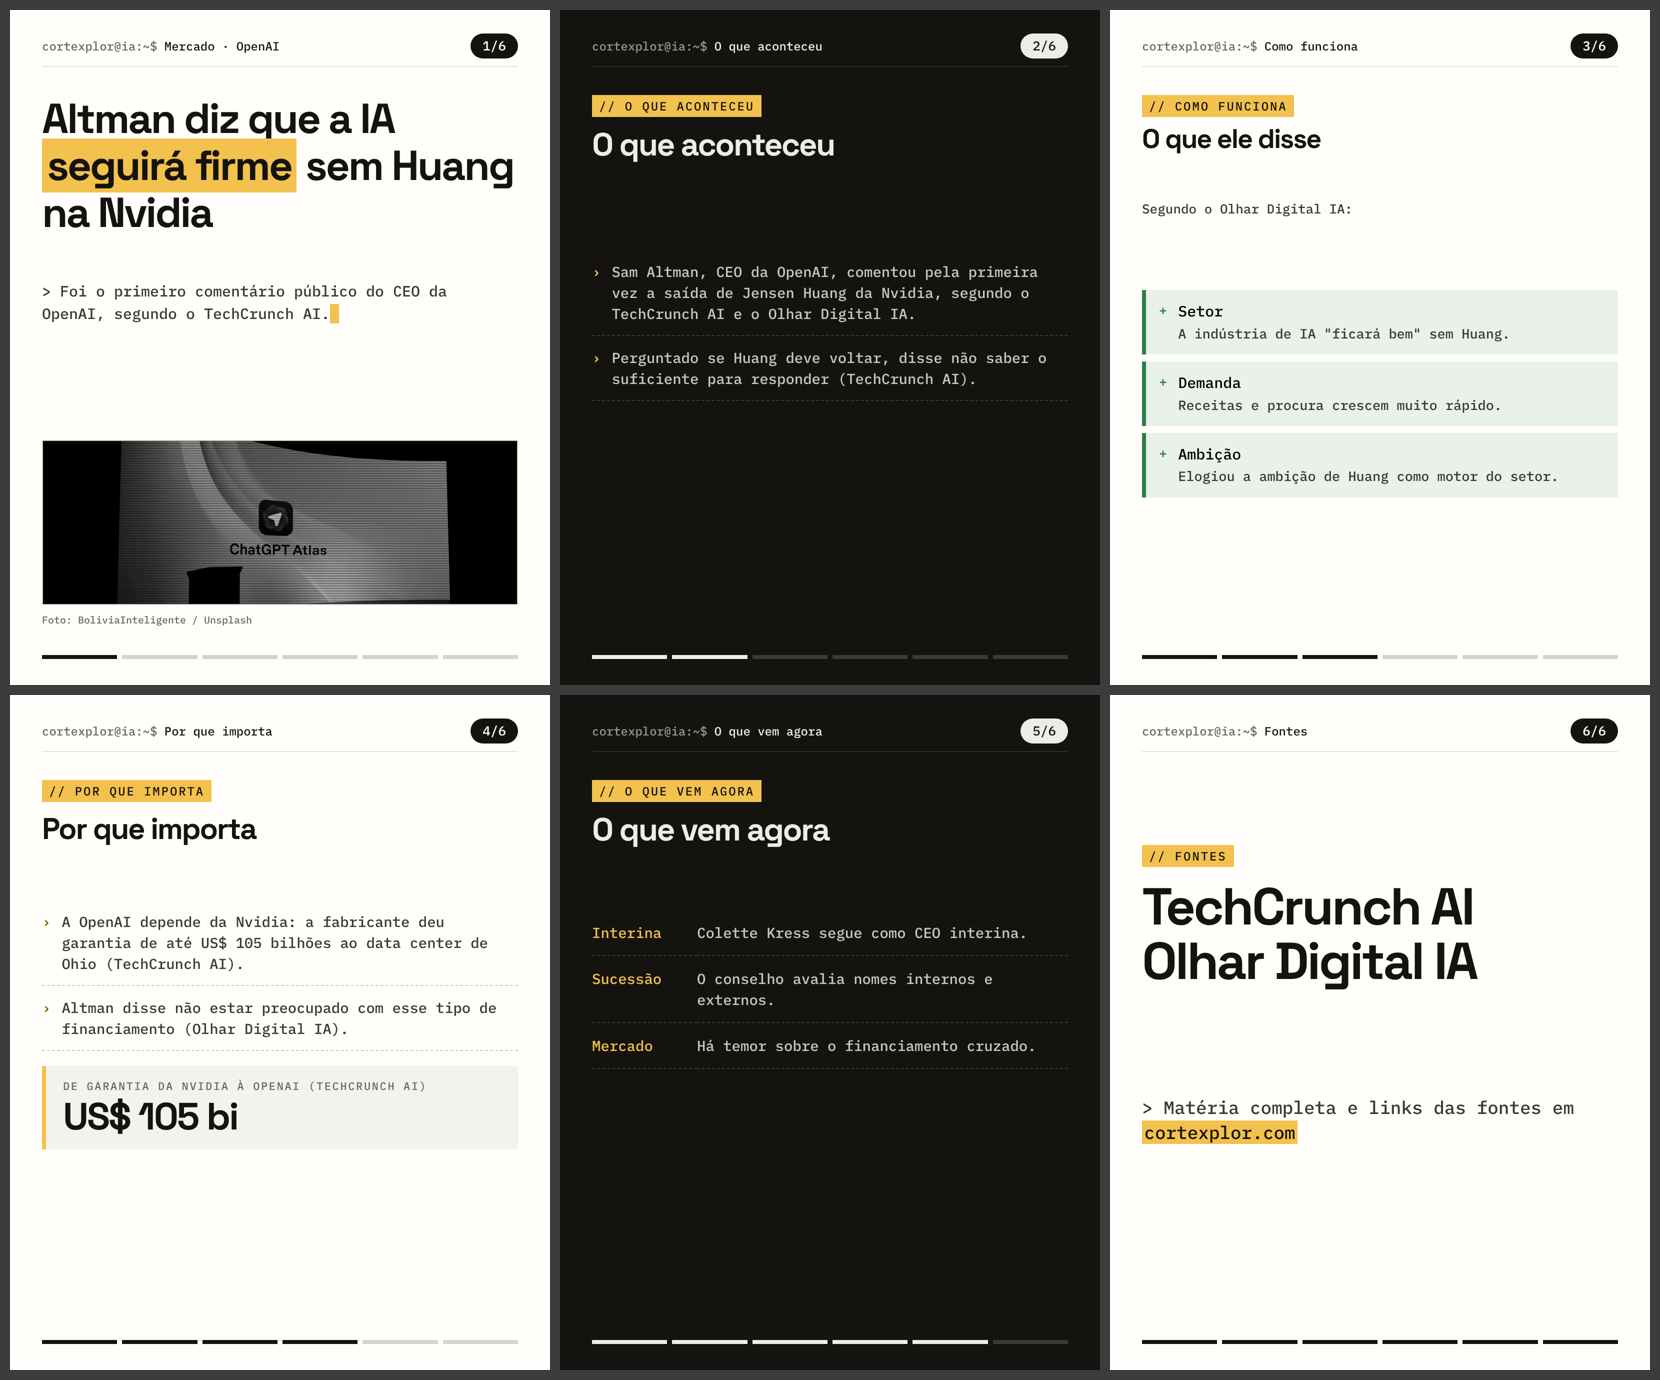 cortexplor@ia:~$ Mercado · OpenAI
1/6
Altman diz que a IA
seguirá firme sem Huang
na Nvidia
> Foi o primeiro comentário público do CEO da
OpenAI, segundo o TechCrunch AI.
ChatGPT Atlas
Foto: BoliviaInteligente / Unsplash
cortexplor@ia:~$ O que aconteceu
2/6
// O QUE ACONTECEU
O que aconteceu
› Sam Altman, CEO da OpenAI, comentou pela primeira
vez a saída de Jensen Huang da Nvidia, segundo o
TechCrunch AI e o Olhar Digital IA.
› Perguntado se Huang deve voltar, disse não saber o
suficiente para responder (TechCrunch AI).
cortexplor@ia:~$ Como funciona
3/6
// COMO FUNCIONA
O que ele disse
Segundo o Olhar Digital IA:
+ Setor
A indústria de IA "ficará bem" sem Huang.
+ Demanda
Receitas e procura crescem muito rápido.
+ Ambição
Elogiou a ambição de Huang como motor do setor.
cortexplor@ia:~$ Por que importa
4/6
// POR QUE IMPORTA
Por que importa
› A OpenAI depende da Nvidia: a fabricante deu
garantia de até US$ 105 bilhões ao data center de
Ohio (TechCrunch AI).
› Altman disse não estar preocupado com esse tipo de
financiamento (Olhar Digital IA).
DE GARANTIA DA NVIDIA À OPENAI (TECHCRUNCH AI)
US$ 105 bi
cortexplor@ia:~$ O que vem agora
5/6
// O QUE VEM AGORA
O que vem agora
Interina Colette Kress segue como CEO interina.
Sucessão O conselho avalia nomes internos e
externos.
Mercado Há temor sobre o financiamento cruzado.
cortexplor@ia:~$ Fontes
6/6
// FONTES
TechCrunch AI
Olhar Digital IA
> Matéria completa e links das fontes em
cortexplor.com